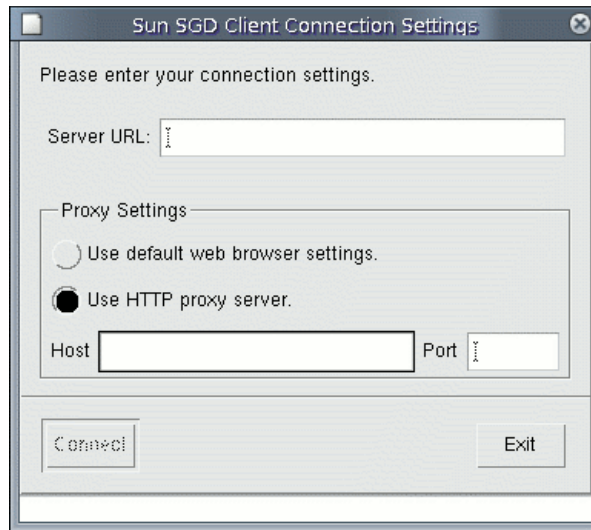 Sun SGD Client Connection Settings
Please enter your connection settings.
Server URL:
Proxy Settings
Use default web browser settings.
Use HTTP proxy server.
Host Port
Connect Exit